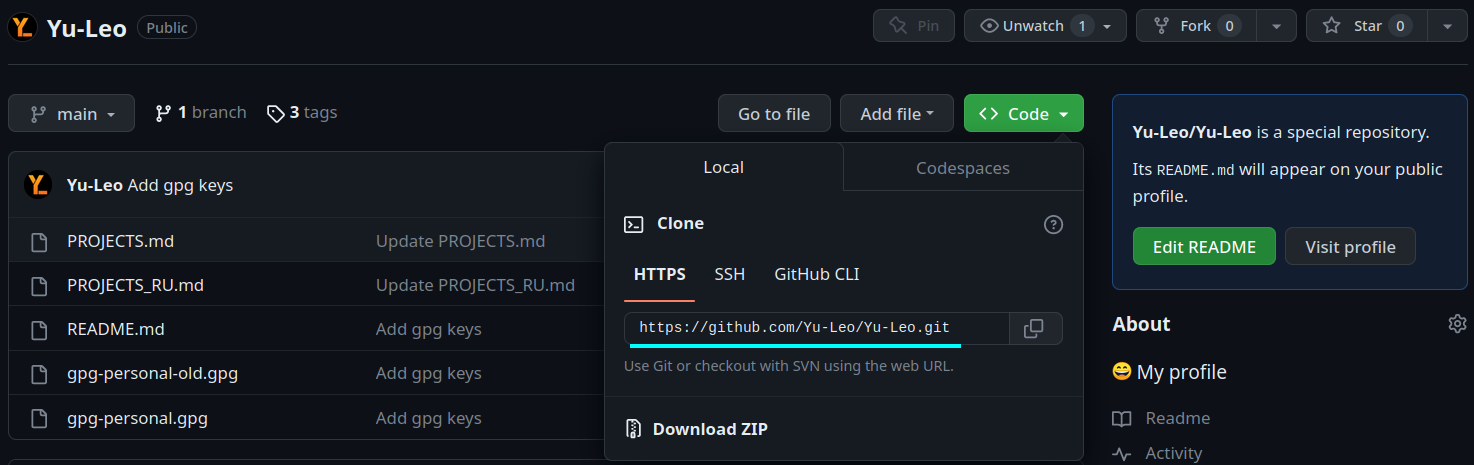 YL Yu-Leo Public Pin Unwatch 1 Fork 0 Star 0
main 1 branch 3 tags Go to file Add file <> Code
YL Yu-Leo Add gpg keys
PROJECTS.md Update PROJECTS.md
PROJECTS_RU.md Update PROJECTS_RU.md
README.md Add gpg keys
gpg-personal-old.gpg Add gpg keys
gpg-personal.gpg Add gpg keys
Local Codespaces
Clone ?
HTTPS SSH GitHub CLI
https://github.com/Yu-Leo/Yu-Leo.git
Use Git or checkout with SVN using the web URL.
Download ZIP
Yu-Leo/Yu-Leo is a special repository.
Its README.md will appear on your public
profile.
Edit README Visit profile
About
😄 My profile
Readme
Activity